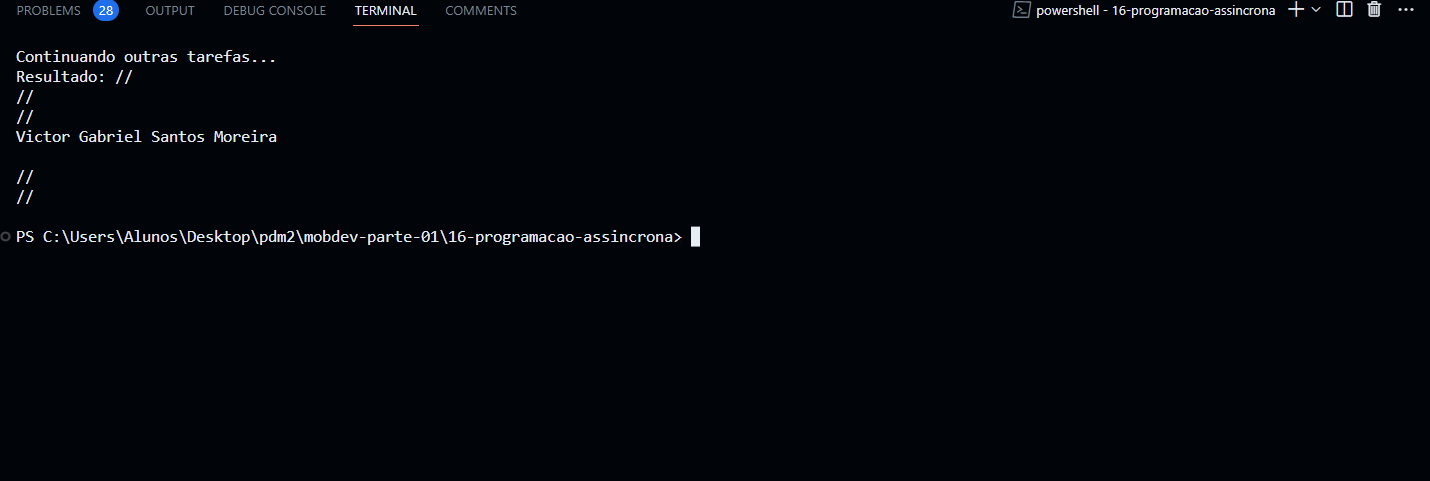 PROBLEMS 28 OUTPUT DEBUG CONSOLE TERMINAL COMMENTS powershell - 16-programacao-assincrona
Continuando outras tarefas...
Resultado: //
//
//
Victor Gabriel Santos Moreira
//
//
PS C:\Users\Alunos\Desktop\pdm2\mobdev-parte-01\16-programacao-assincrona>